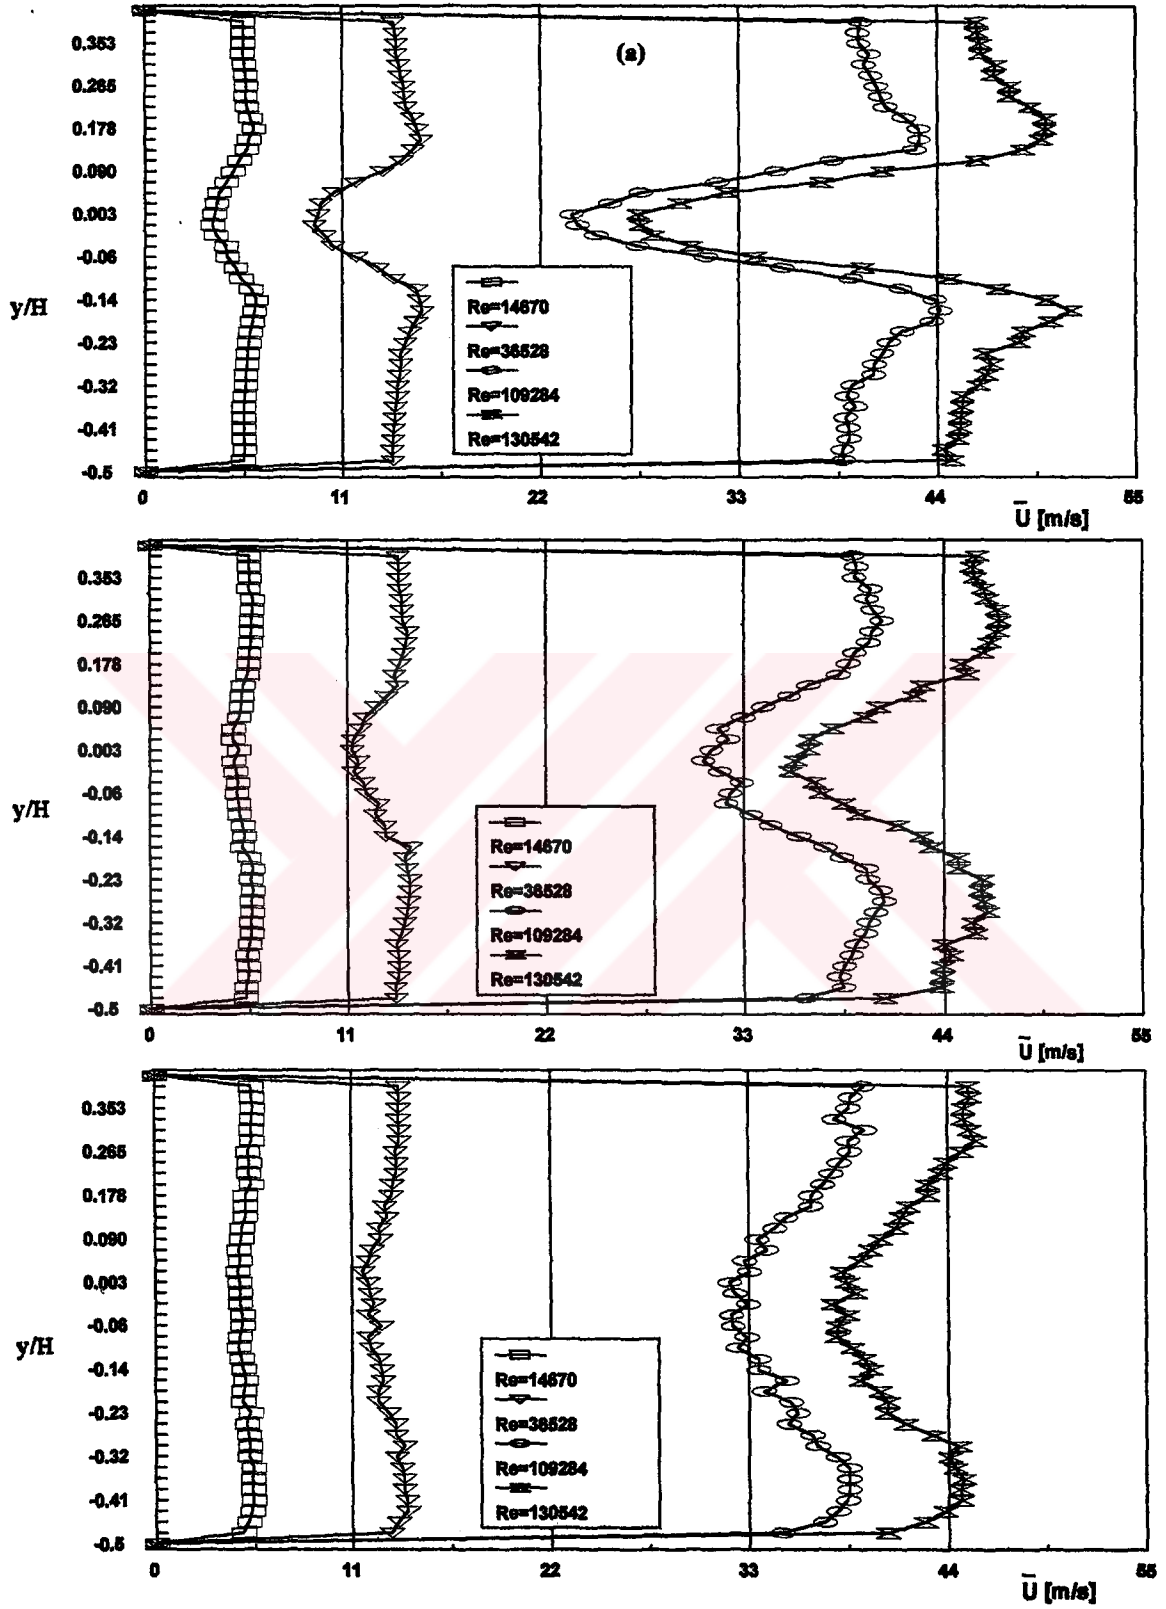 (a)
0.353
0.265
0.178
0.090
0.003
-0.06
-0.14
-0.23
-0.32
-0.41
-0.5
y/H
Re=14670
Re=36528
Re=109284
Re=130542
0 11 22 33 44 55
U̅ [m/s]
0.353
0.265
0.178
0.090
0.003
-0.06
-0.14
-0.23
-0.32
-0.41
-0.5
y/H
Re=14670
Re=36528
Re=109284
Re=130542
0 11 22 33 44 55
U̅ [m/s]
0.353
0.265
0.178
0.090
0.003
-0.06
-0.14
-0.23
-0.32
-0.41
-0.5
y/H
Re=14670
Re=36528
Re=109284
Re=130542
0 11 22 33 44 55
U̅ [m/s]